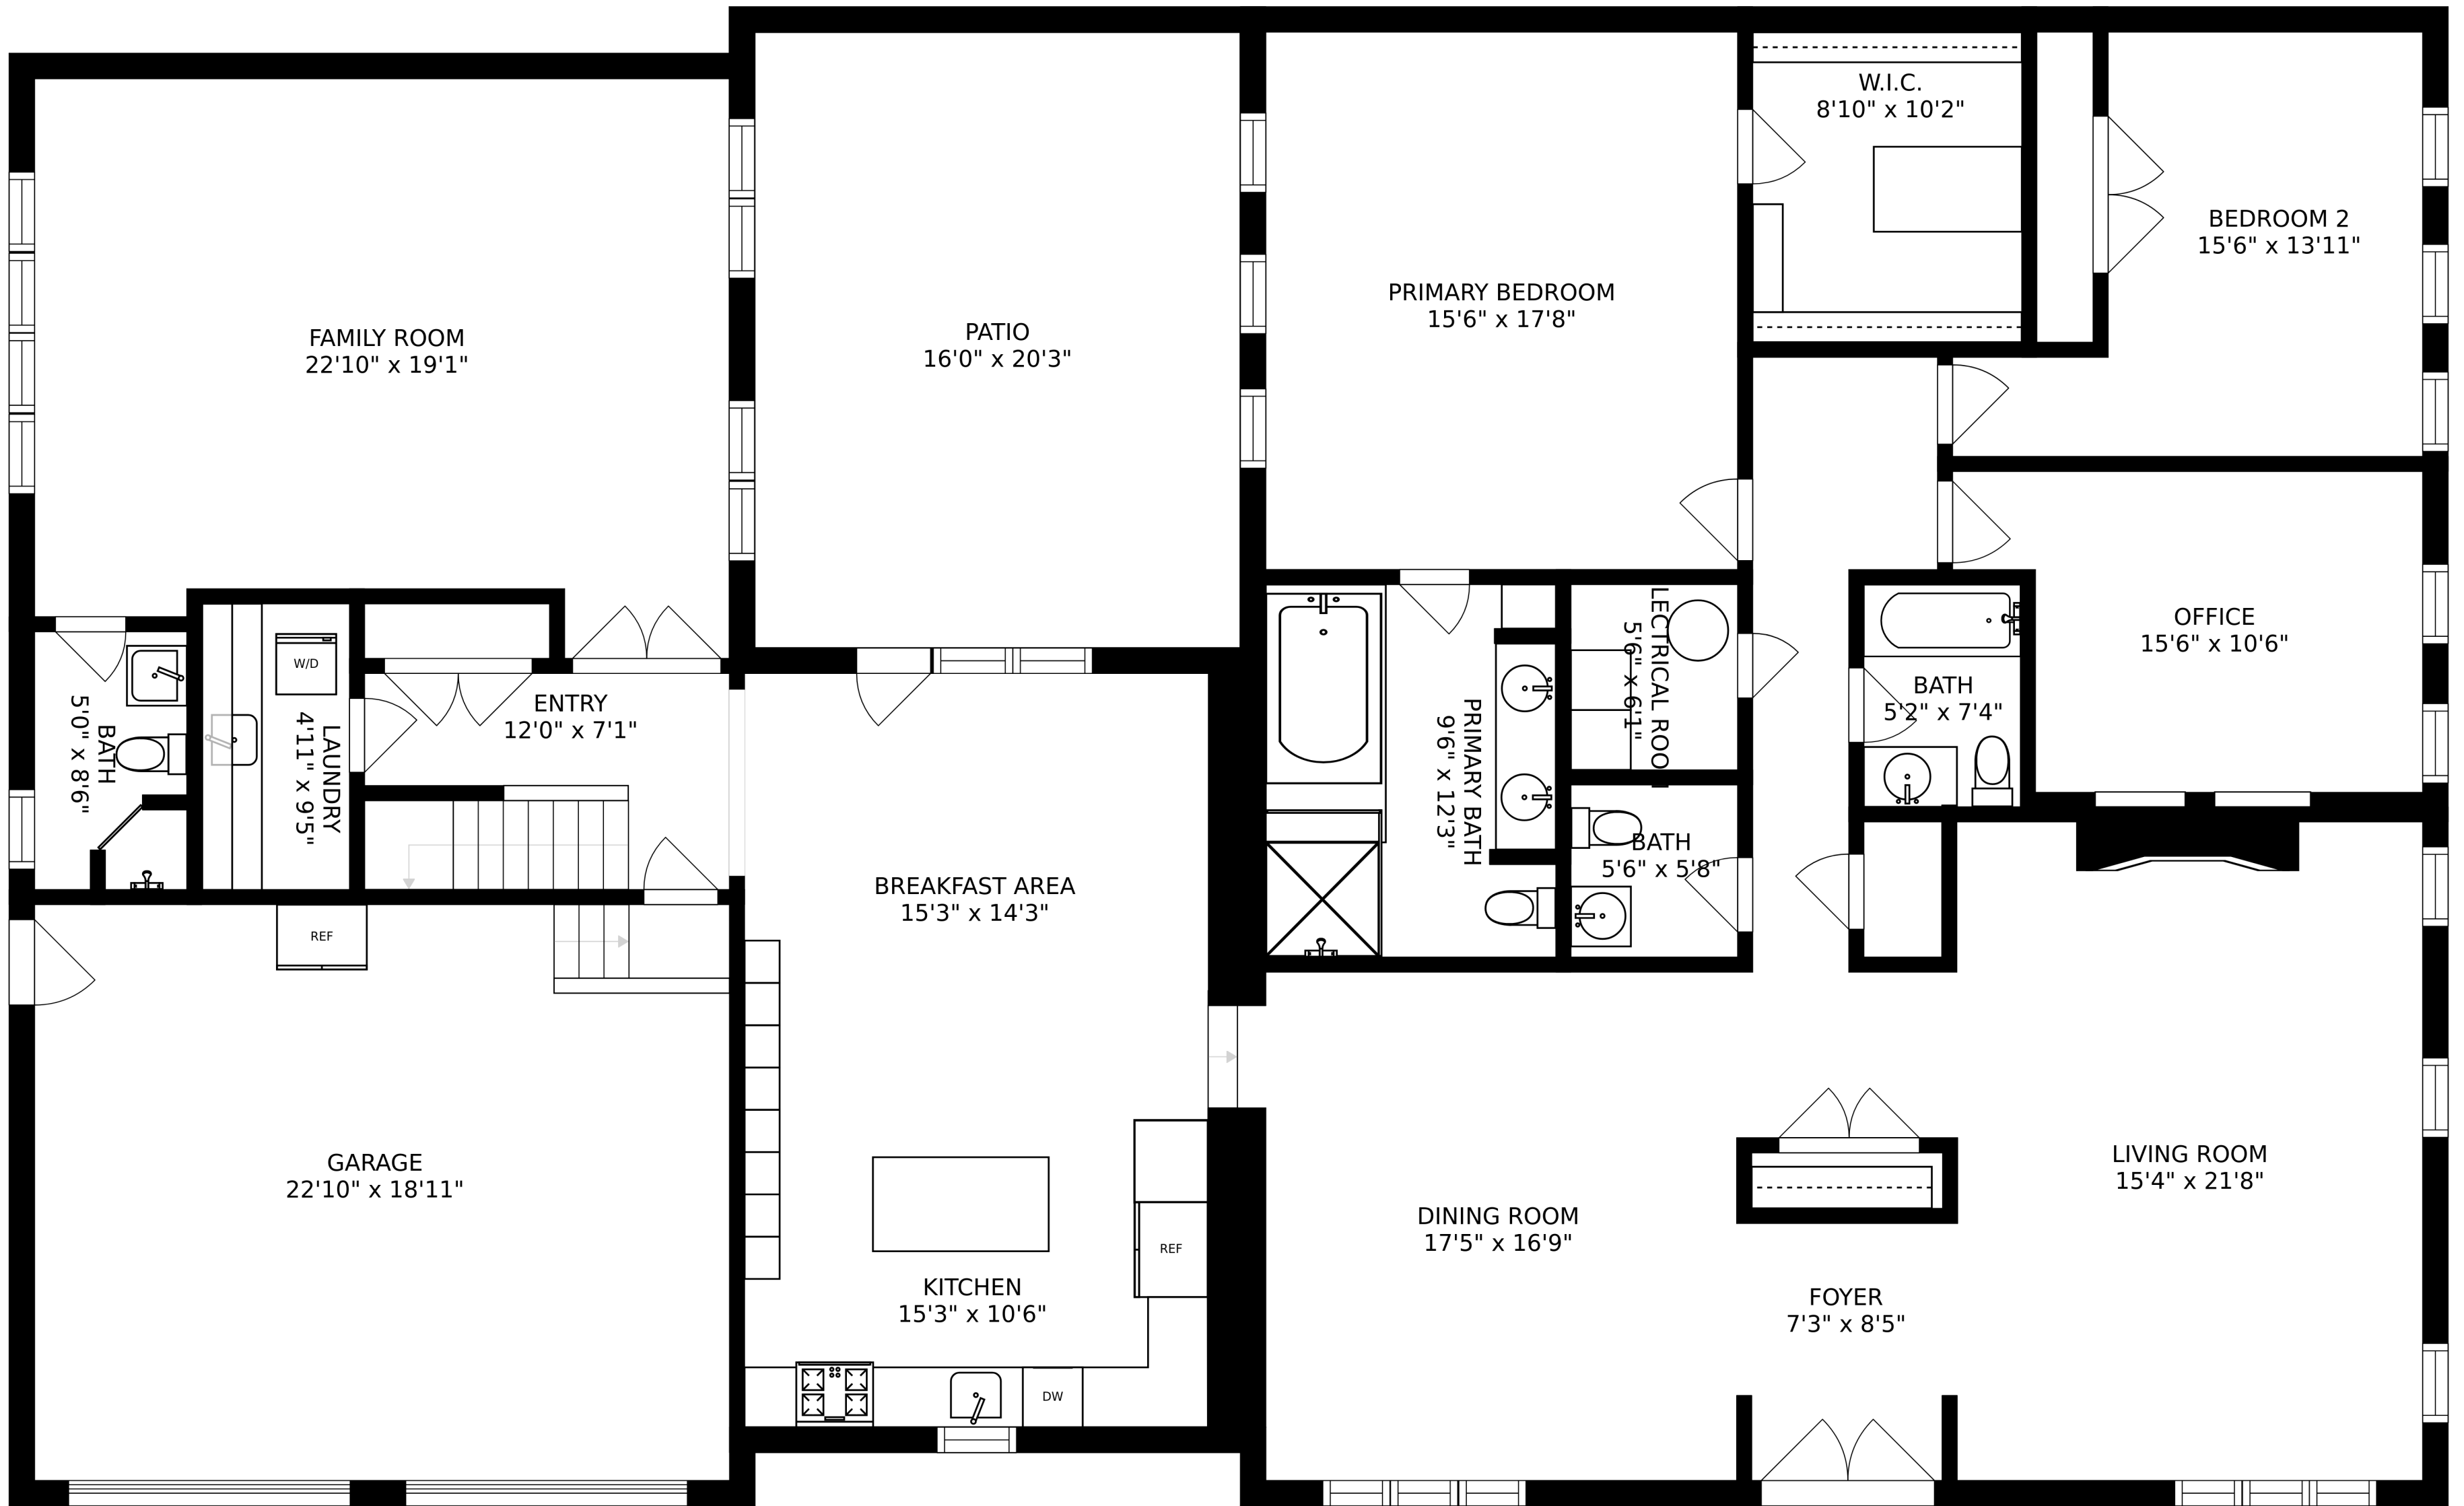 W.I.C.
8'10" x 10'2"
BEDROOM 2
15'6" x 13'11"
PRIMARY BEDROOM
15'6" x 17'8"
PATIO
16'0" x 20'3"
FAMILY ROOM
22'10" x 19'1"
OFFICE
15'6" x 10'6"
LECTRICAL ROO
5'6" x 6'1"
W/D
ENTRY
12'0" x 7'1"
BATH
5'2" x 7'4"
BATH
5'0" x 8'6"
LAUNDRY
4'11" x 9'5"
PRIMARY BATH
9'6" x 12'3"
BATH
5'6" x 5'8"
BREAKFAST AREA
15'3" x 14'3"
REF
GARAGE
22'10" x 18'11"
LIVING ROOM
15'4" x 21'8"
DINING ROOM
17'5" x 16'9"
REF
KITCHEN
15'3" x 10'6"
FOYER
7'3" x 8'5"
DW